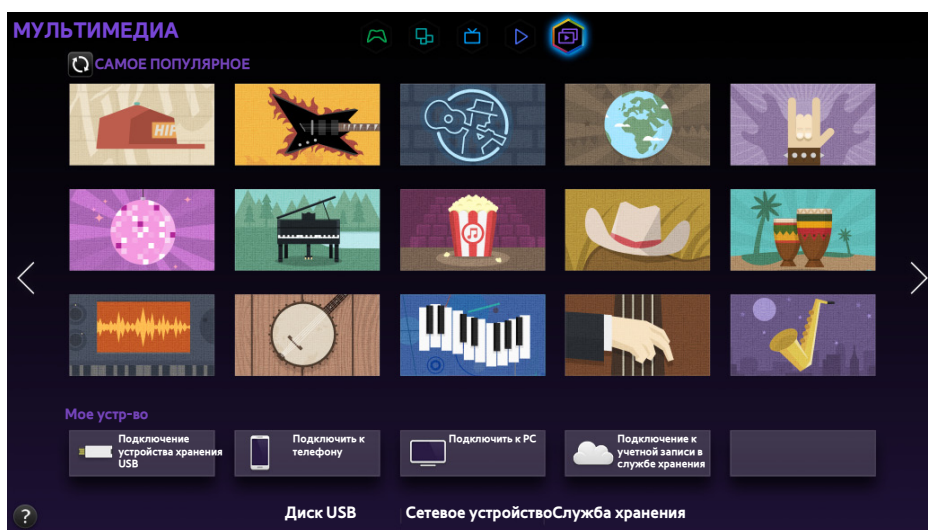 МУЛЬТИМЕДИА
САМОЕ ПОПУЛЯРНОЕ
HIP
Мое устр-во
Подключение
устройства хранения
USB
Подключить к
телефону
Подключить к PC
Подключение к
учетной записи в
службе хранения
?
Диск USB
Сетевое устройство
Служба хранения